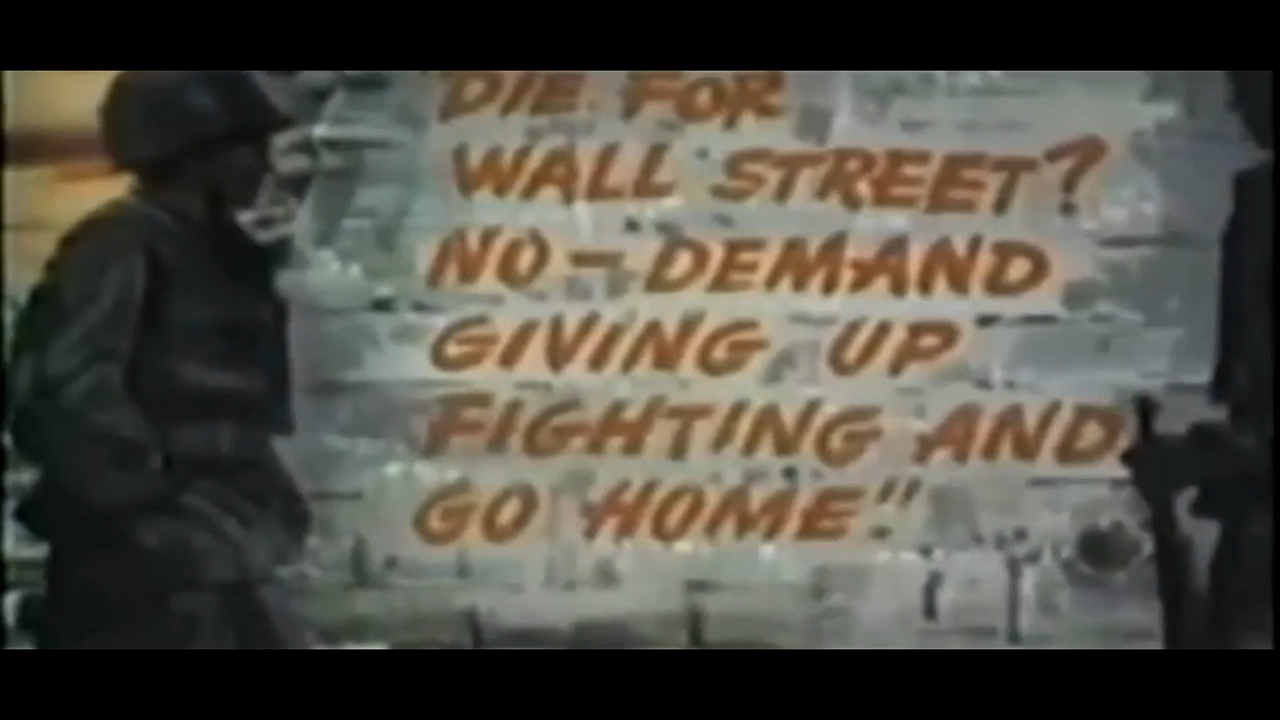 DIE FOR
WALL STREET?
NO - DEMAND
GIVING UP
FIGHTING AND
GO HOME"